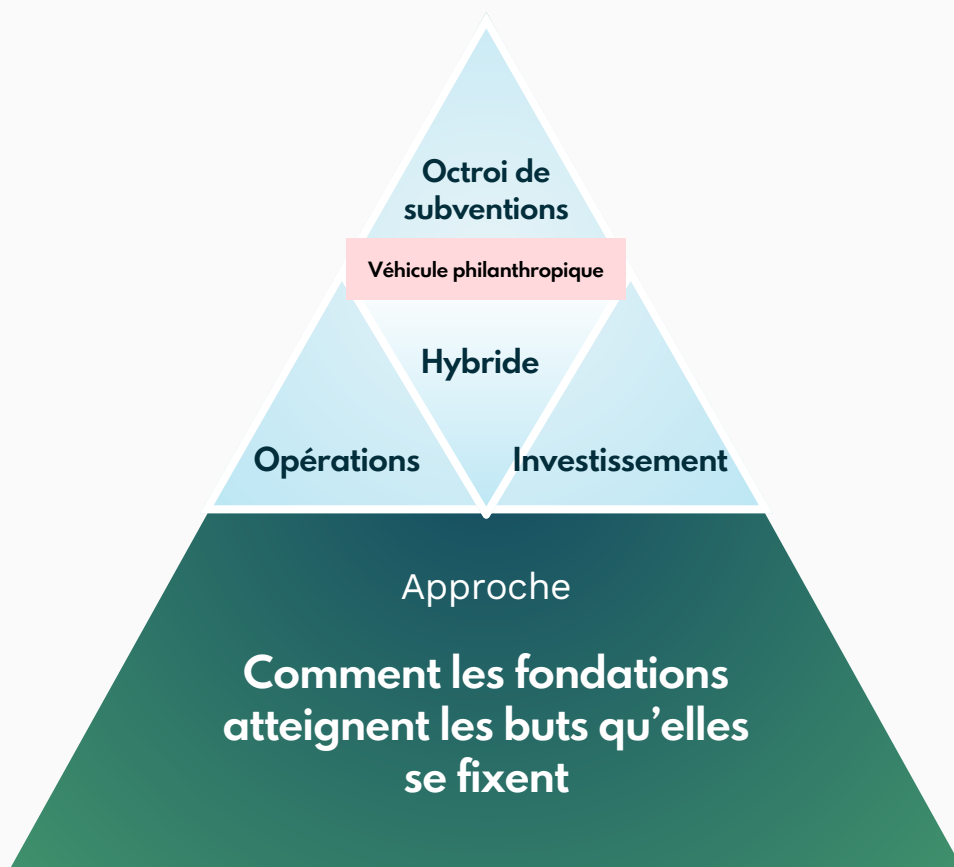 Octroi de
subventions
Véhicule philanthropique
Hybride
Opérations
Investissement
Approche
Comment les fondations
atteignent les buts qu’elles
se fixent